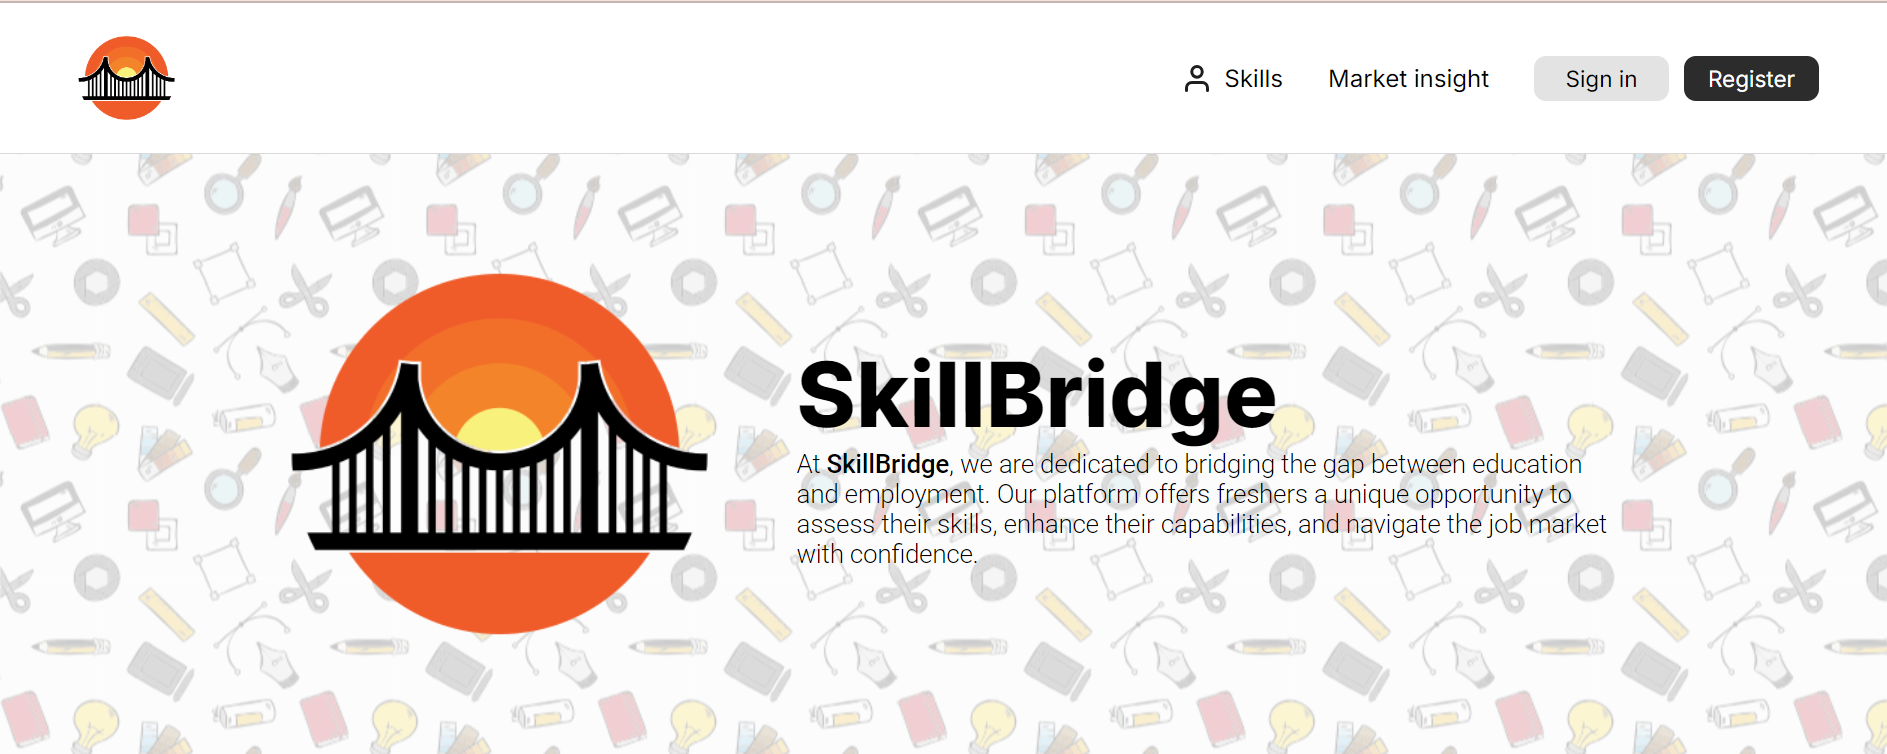 Skills
Market insight
Sign in
Register
SkillBridge
At SkillBridge, we are dedicated to bridging the gap between education
and employment. Our platform offers freshers a unique opportunity to
assess their skills, enhance their capabilities, and navigate the job market
with confidence.